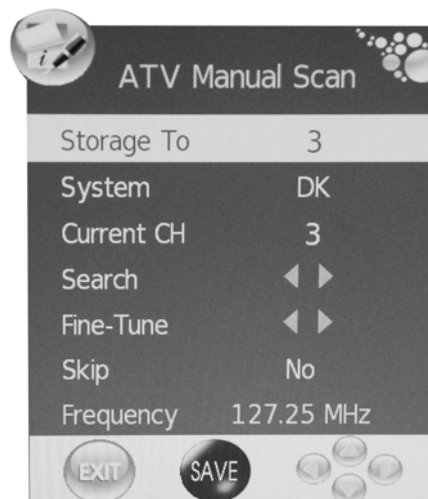 ATV Manual Scan
Storage To 3
System DK
Current CH 3
Search
Fine-Tune
Skip No
Frequency 127.25 MHz
EXIT SAVE